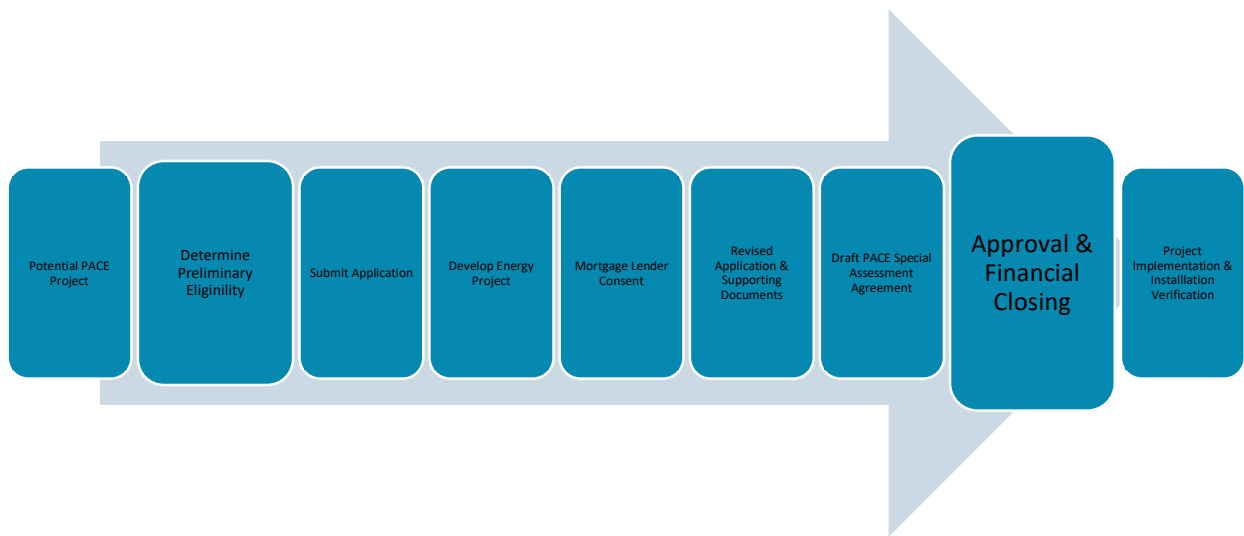 Potential PACE
Project
Determine
Preliminary
Eliginility
Submit Application
Develop Energy
Project
Mortgage Lender
Consent
Revised
Application &
Supporting
Documents
Draft PACE Special
Assessment
Agreement
Approval &
Financial
Closing
Project
Implementation &
Installlation
Verification